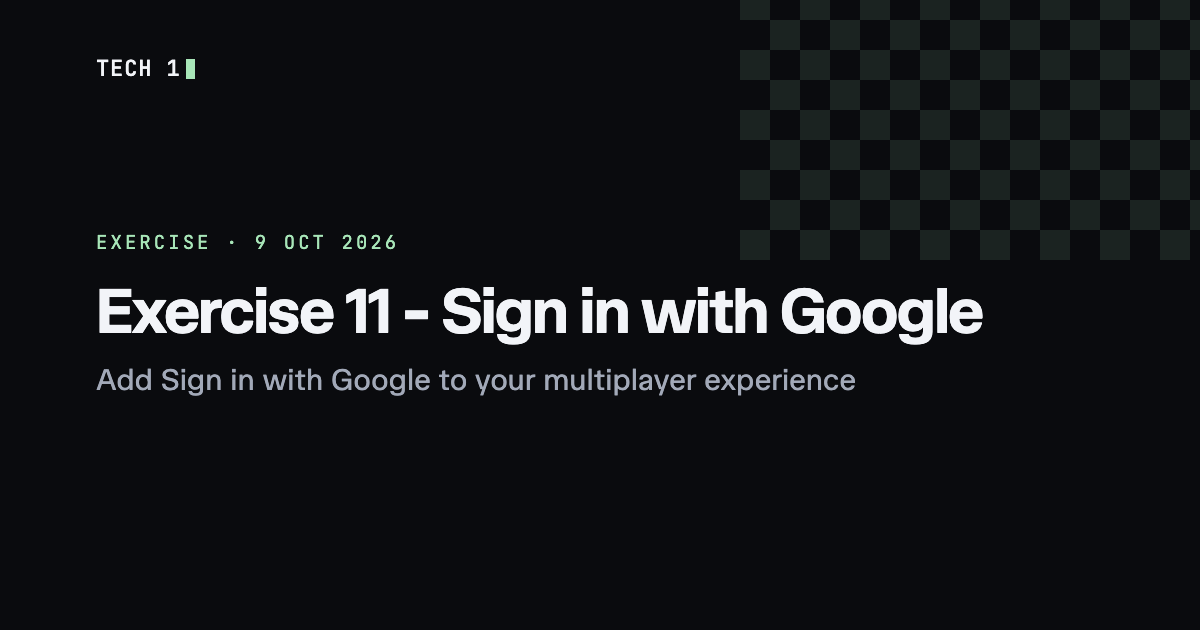 TECH 1
EXERCISE · 9 OCT 2026
Exercise 11 - Sign in with Google
Add Sign in with Google to your multiplayer experience